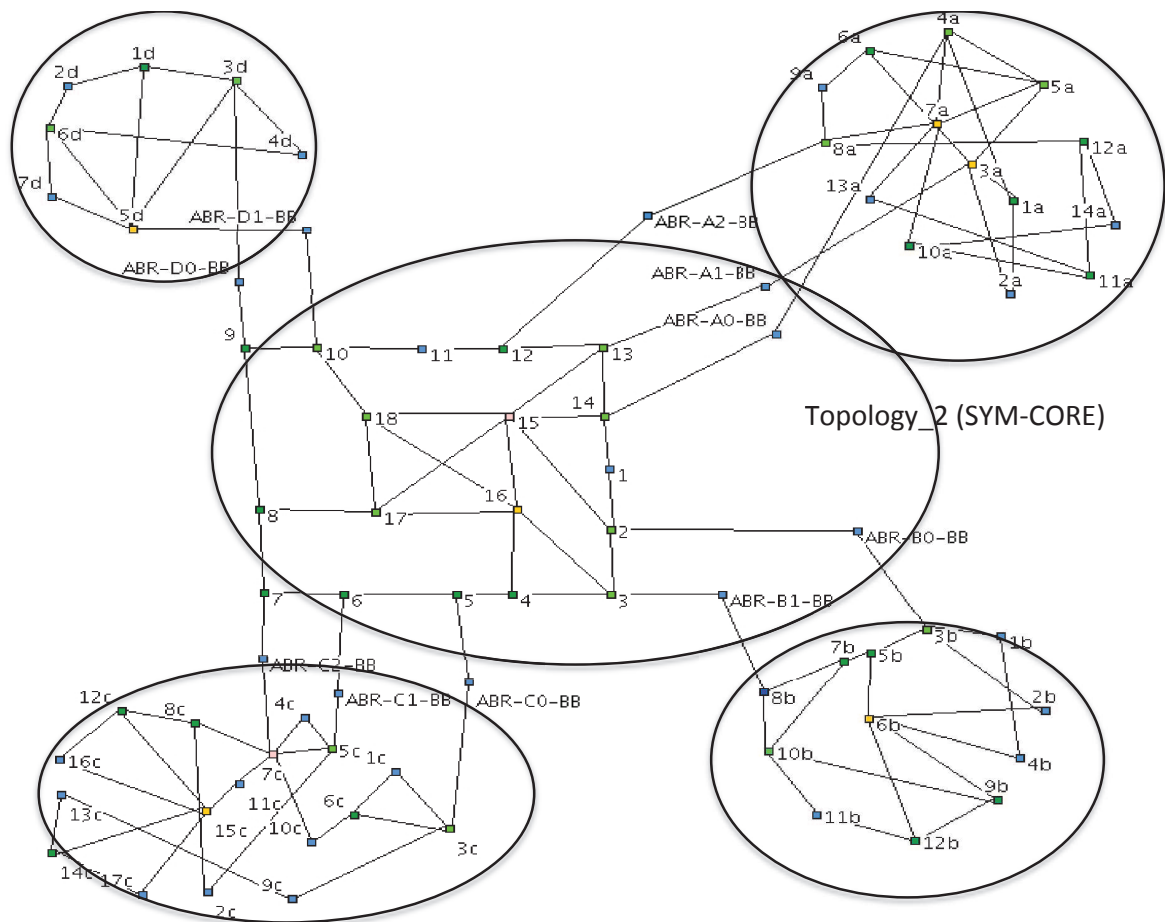 4a
6a
1d
3d
2d
9a
5a
7a
6d
4d
8a
12a
7d
13a
3a
5d
1a
14a
ABR-D1-BB
ABR-A2-BB
10a
ABR-D0-BB
ABR-A1-BB
2a
11a
ABR-A0-BB
9
10
11
12
13
14
18
15
Topology_2 (SYM-CORE)
1
16
8
17
2
ABR-B0-BB
7
6
5
4
3
ABR-B1-BB
ABR-C2-BB
3b
1b
7b
5b
12c
4c
ABR-C1-BB
ABR-C0-BB
8b
2b
8c
6b
5c
16c
7c
1c
10b
4b
13c
11c
6c
9b
15c
10c
11b
3c
12b
14c
17c
9c
2c